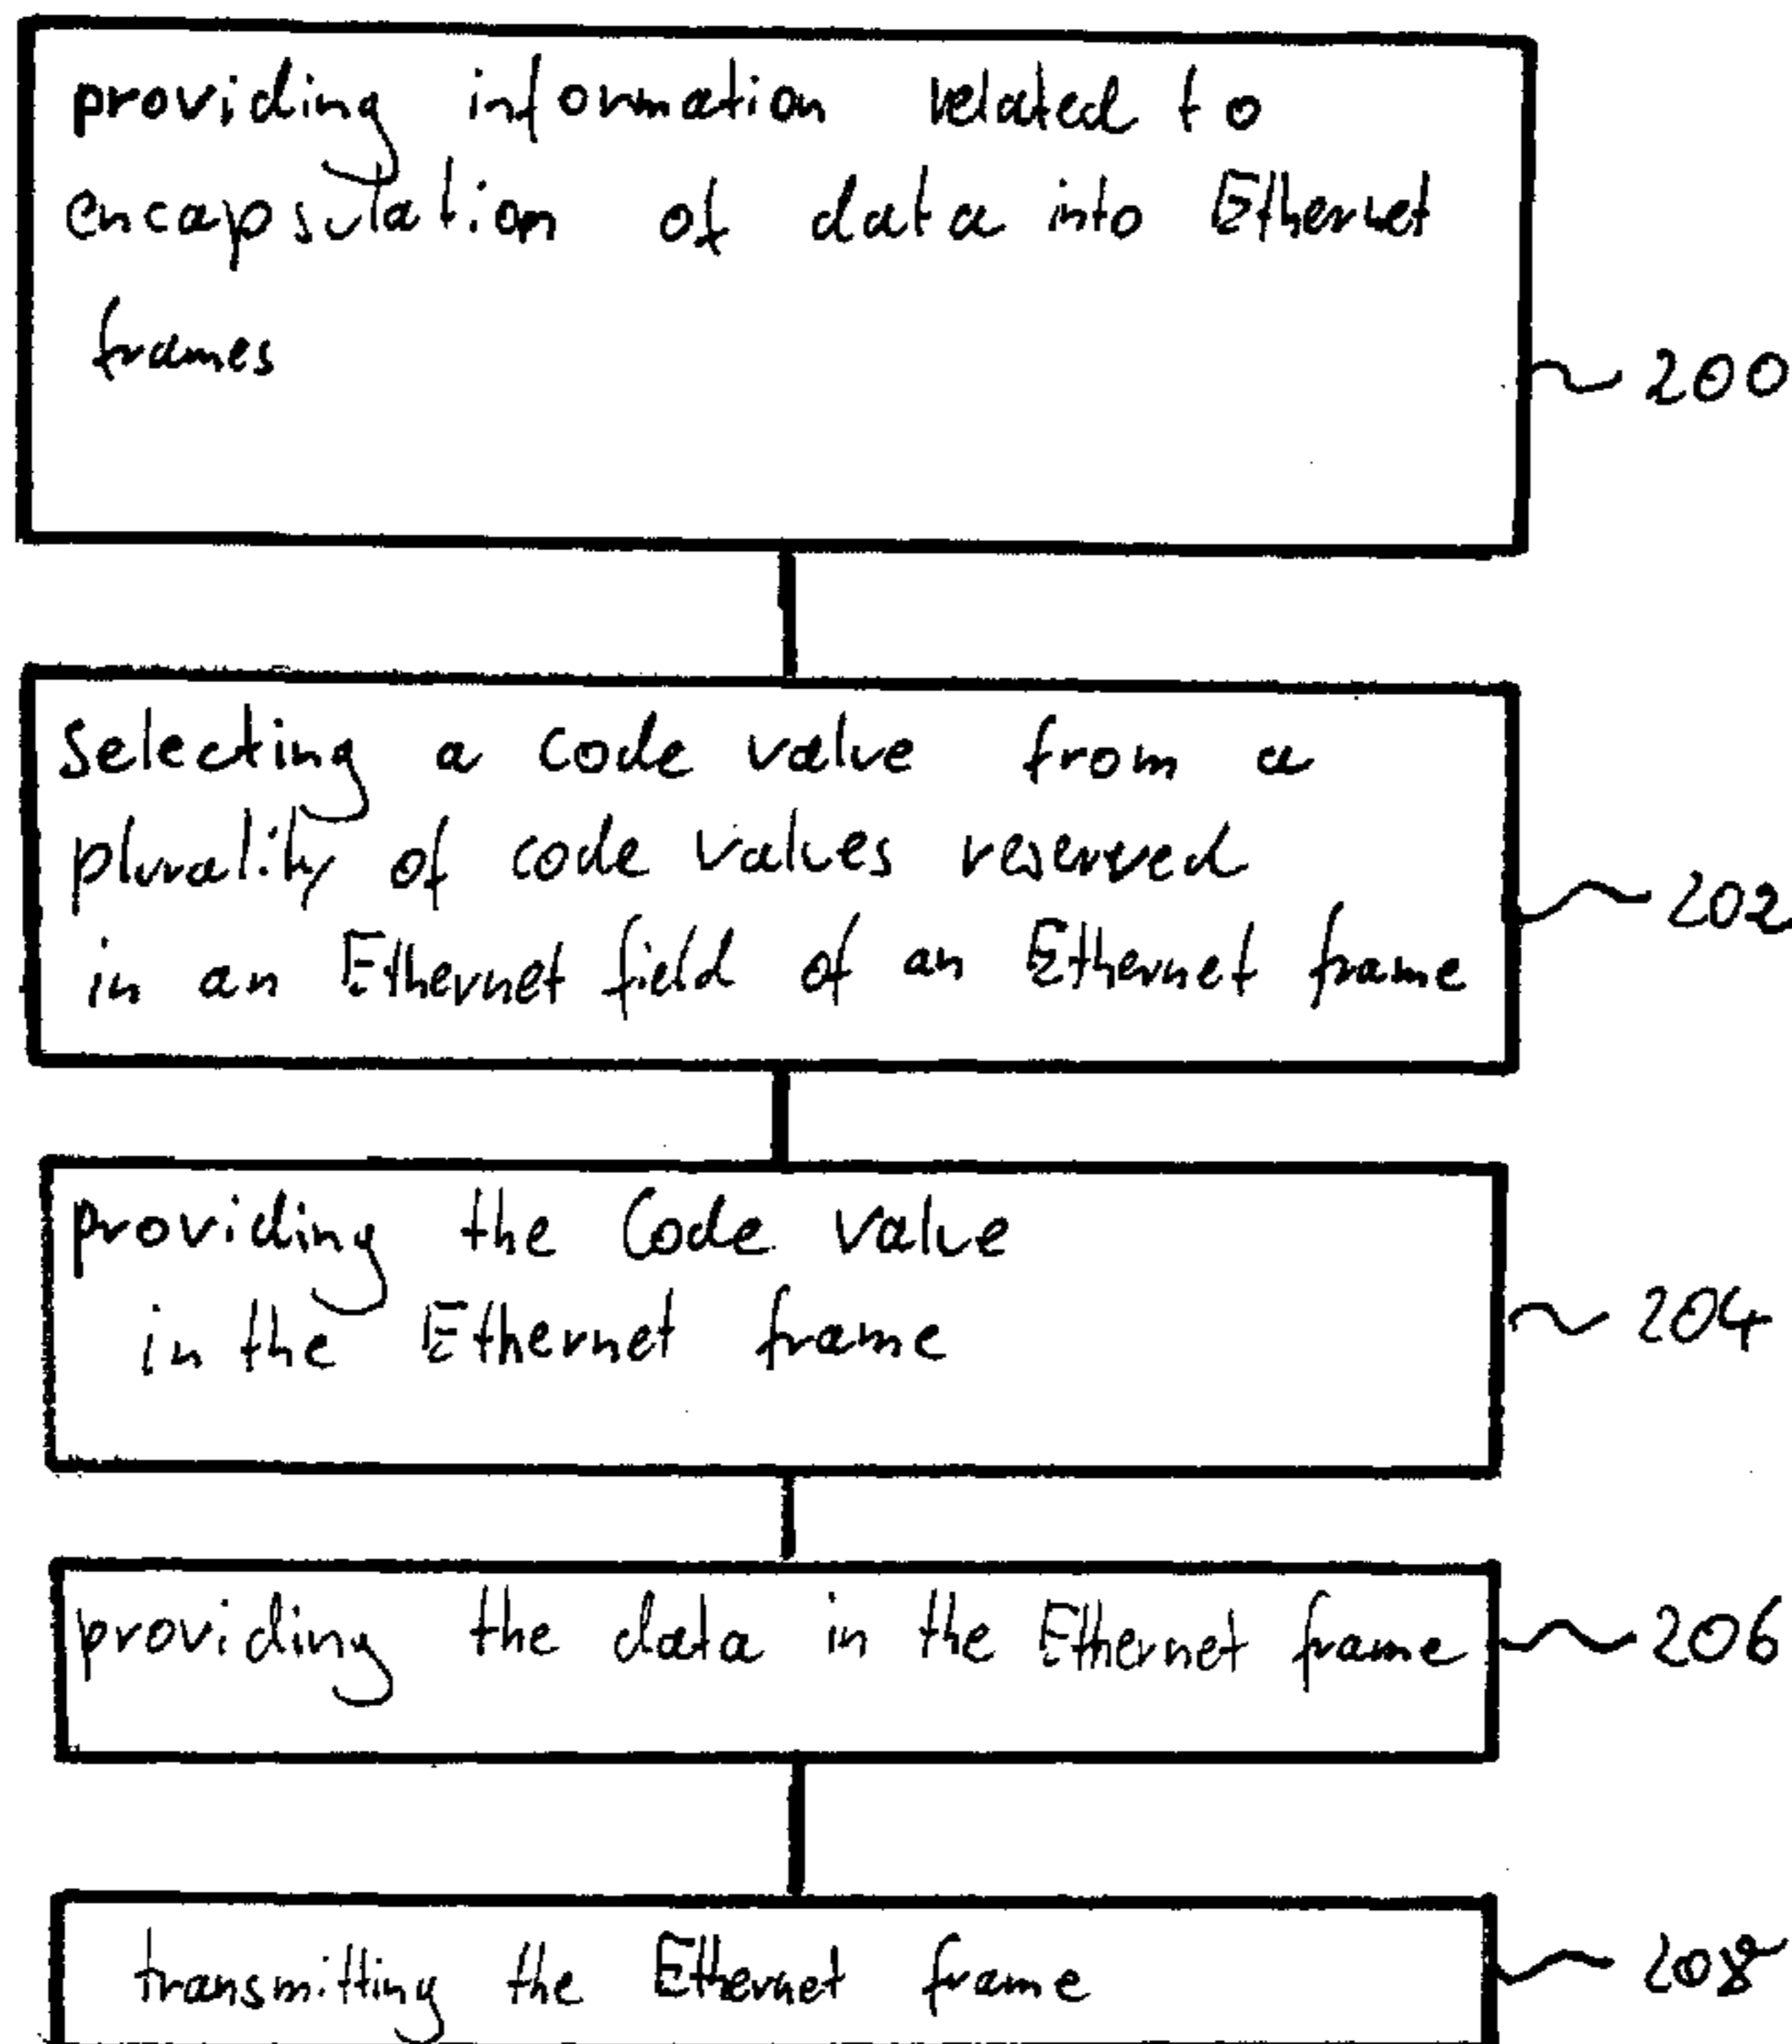 providing information related to
encapsulation of data into Ethernet
frames
200
selecting a code value from a
plurality of code values reserved
in an Ethernet field of an Ethernet frame
202
providing the Code value
in the Ethernet frame
204
providing the data in the Ethernet frame
206
transmitting the Ethernet frame
208